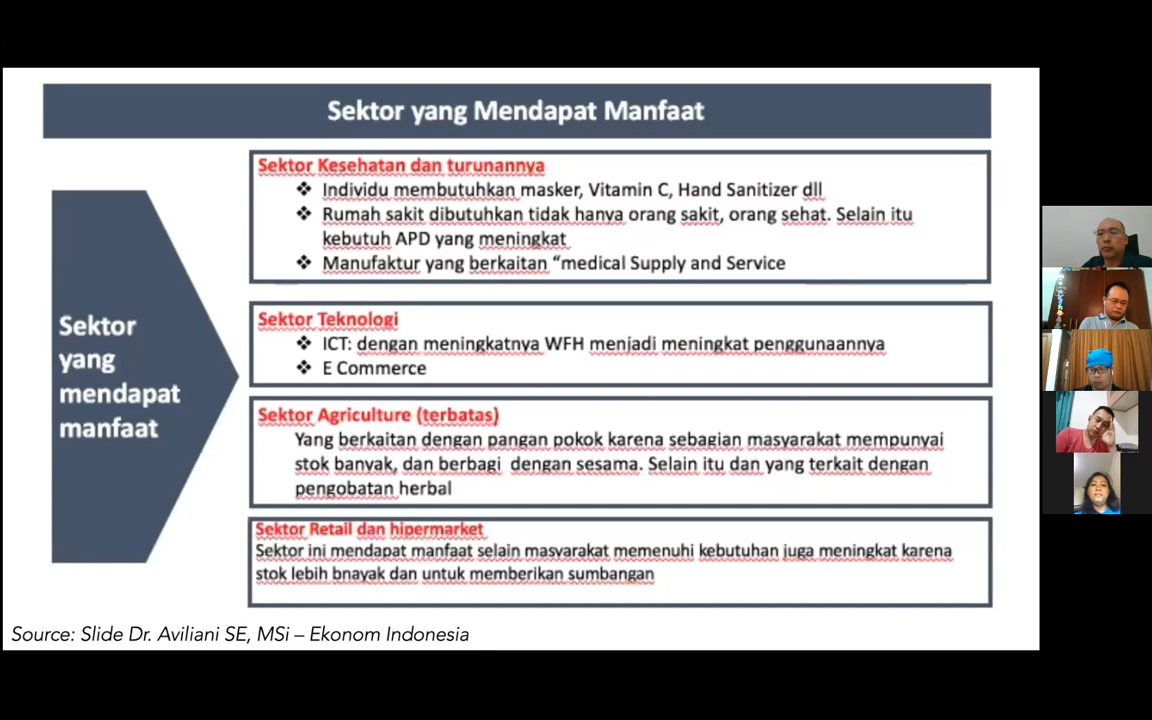 Sektor yang Mendapat Manfaat
Sektor
yang
mendapat
manfaat
Sektor Kesehatan dan turunannya
❖ Individu membutuhkan masker, Vitamin C, Hand Sanitizer dll
❖ Rumah sakit dibutuhkan tidak hanya orang sakit, orang sehat. Selain itu
kebutuh APD yang meningkat
❖ Manufaktur yang berkaitan “medical Supply and Service
Sektor Teknologi
❖ ICT: dengan meningkatnya WFH menjadi meningkat penggunaannya
❖ E Commerce
Sektor Agriculture (terbatas)
Yang berkaitan dengan pangan pokok karena sebagian masyarakat mempunyai
stok banyak, dan berbagi dengan sesama. Selain itu dan yang terkait dengan
pengobatan herbal
Sektor Retail dan hipermarket
Sektor ini mendapat manfaat selain masyarakat memenuhi kebutuhan juga meningkat karena
stok lebih bnayak dan untuk memberikan sumbangan
Source: Slide Dr. Aviliani SE, MSi – Ekonom Indonesia